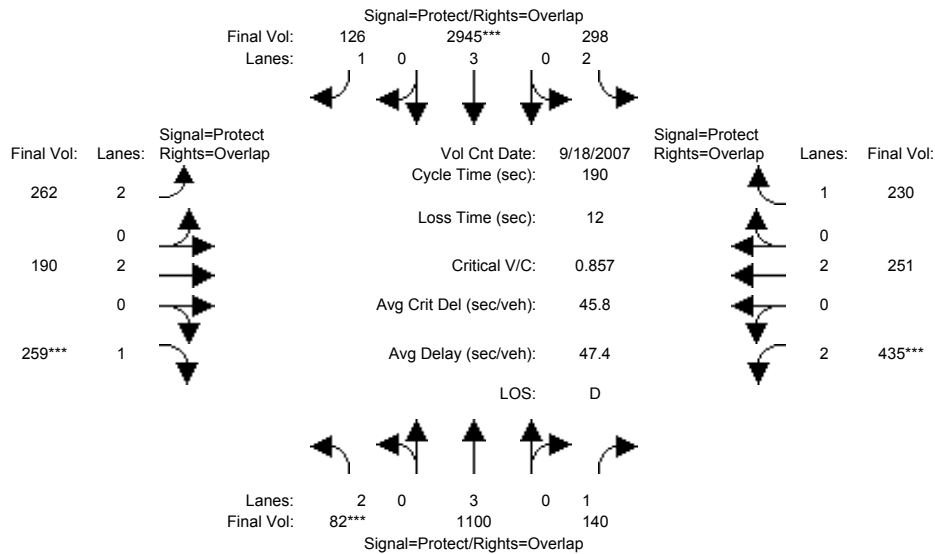 Signal=Protect/Rights=Overlap
Final Vol: 126 2945*** 298
Lanes: 1 0 3 0 2
Signal=Protect Signal=Protect
Final Vol: Lanes: Rights=Overlap Vol Cnt Date: 9/18/2007 Rights=Overlap Lanes: Final Vol:
Cycle Time (sec): 190
262 2 1 230
Loss Time (sec): 12
0 0
190 2 Critical V/C: 0.857 2 251
0 Avg Crit Del (sec/veh): 45.8 0
259*** 1 Avg Delay (sec/veh): 47.4 2 435***
LOS: D
Lanes: 2 0 3 0 1
Final Vol: 82*** 1100 140
Signal=Protect/Rights=Overlap